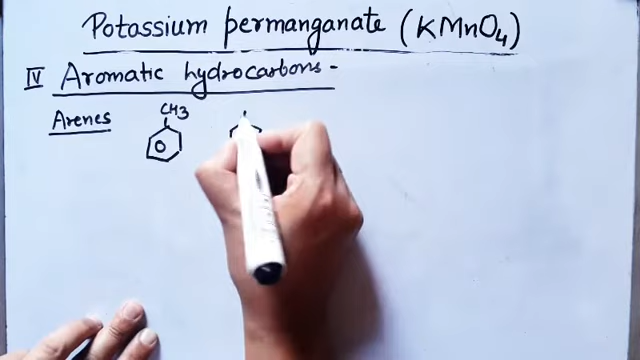 Potassium permanganate (KMnO4)
IV Aromatic hydrocarbons -
Arenes CH3